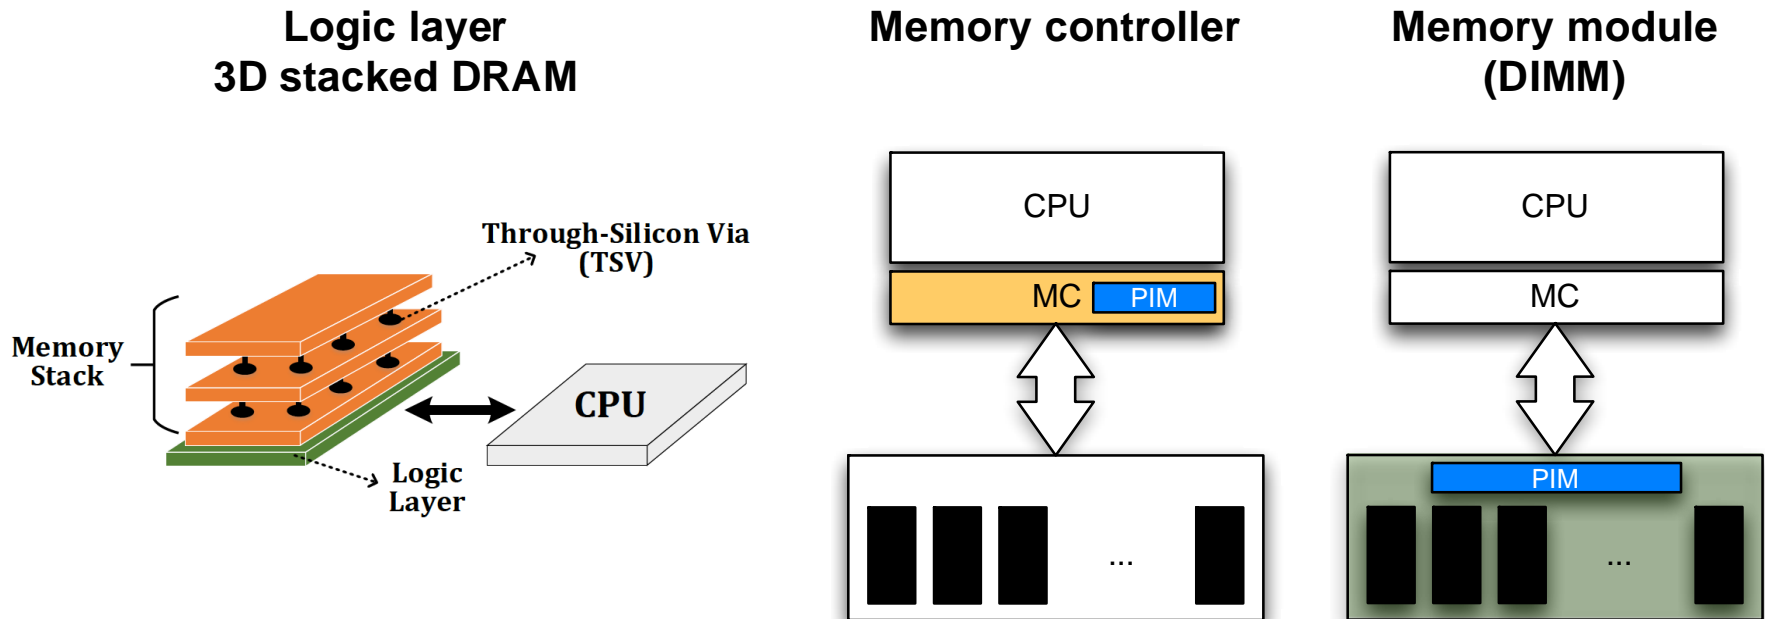 Logic layer
3D stacked DRAM
Through-Silicon Via
(TSV)
Memory
Stack
CPU
Logic
Layer
Memory controller
CPU
MC
PIM
...
Memory module
(DIMM)
CPU
MC
PIM
...